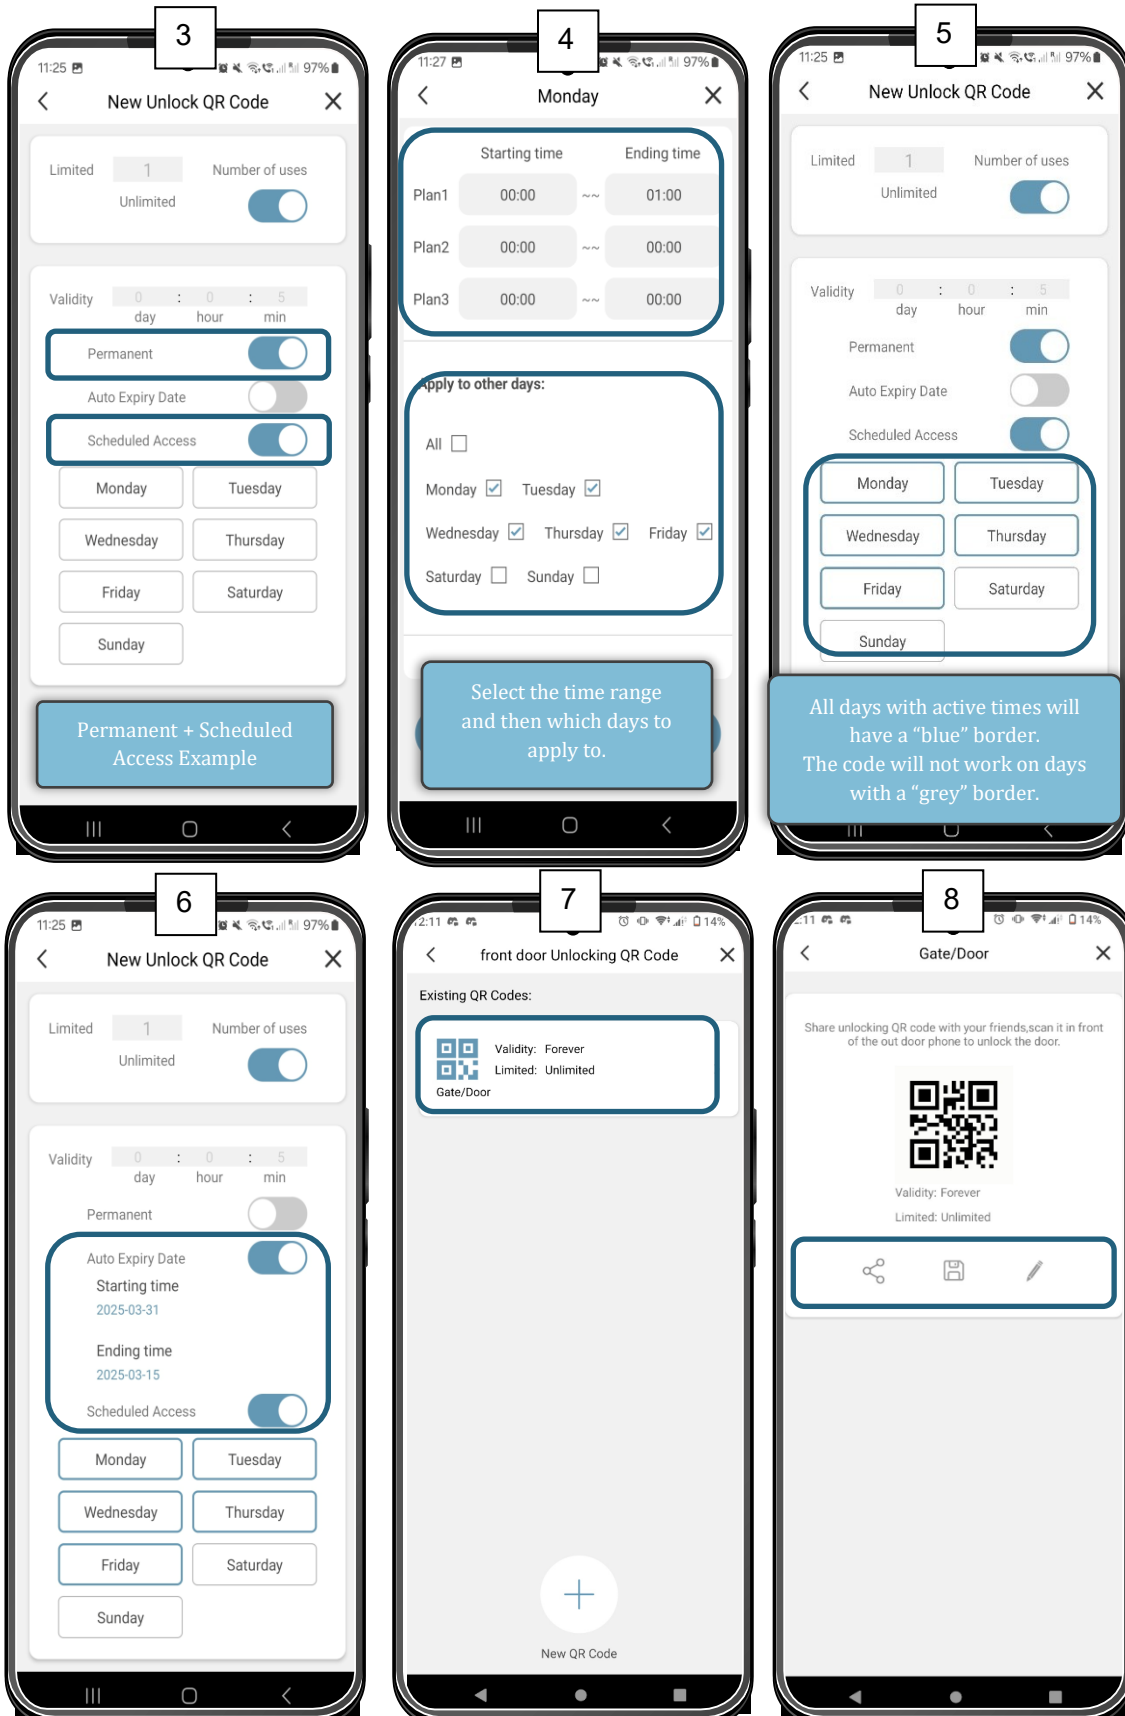 3
11:25 97%
New Unlock QR Code
Limited 1 Number of uses
Unlimited
Validity 0 : 0 : 5
day hour min
Permanent
Auto Expiry Date
Scheduled Access
Monday Tuesday
Wednesday Thursday
Friday Saturday
Sunday
Permanent + Scheduled
Access Example
4
11:27 97%
Monday
Starting time Ending time
Plan1 00:00 ~~ 01:00
Plan2 00:00 ~~ 00:00
Plan3 00:00 ~~ 00:00
Apply to other days:
All
Monday Tuesday
Wednesday Thursday Friday
Saturday Sunday
Select the time range
and then which days to
apply to.
5
11:25 97%
New Unlock QR Code
Limited 1 Number of uses
Unlimited
Validity 0 : 0 : 5
day hour min
Permanent
Auto Expiry Date
Scheduled Access
Monday Tuesday
Wednesday Thursday
Friday Saturday
Sunday
All days with active times will
have a “blue” border.
The code will not work on days
with a “grey” border.
6
11:25 97%
New Unlock QR Code
Limited 1 Number of uses
Unlimited
Validity 0 : 0 : 5
day hour min
Permanent
Auto Expiry Date
Starting time
2025-03-31
Ending time
2025-03-15
Scheduled Access
Monday Tuesday
Wednesday Thursday
Friday Saturday
Sunday
7
2:11 14%
front door Unlocking QR Code
Existing QR Codes:
Validity: Forever
Limited: Unlimited
Gate/Door
New QR Code
8
:11 14%
Gate/Door
Share unlocking QR code with your friends,scan it in front
of the out door phone to unlock the door.
Validity: Forever
Limited: Unlimited